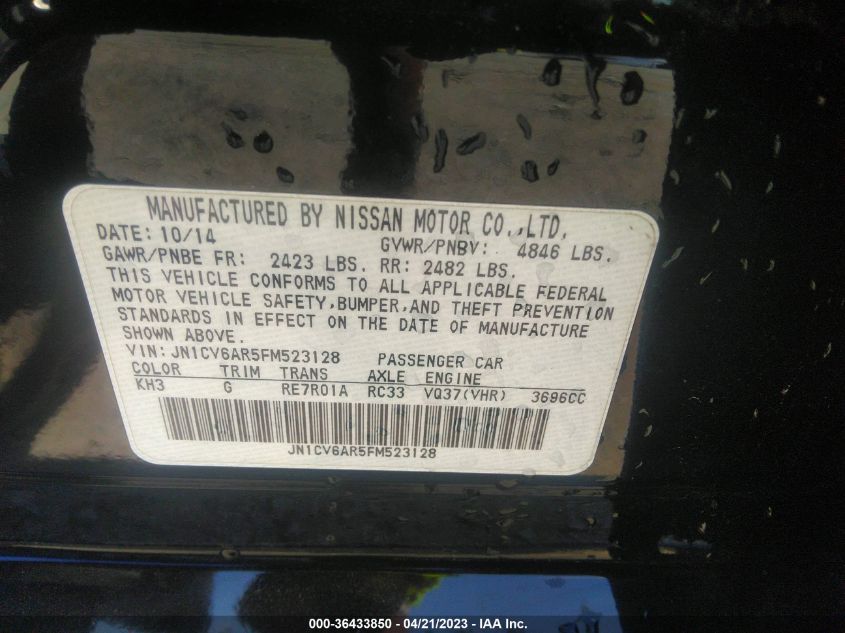 MANUFACTURED BY NISSAN MOTOR CO.,LTD.
DATE: 10/14 GVWR/PNBV: 4846 LBS.
GAWR/PNBE FR: 2423 LBS. RR: 2482 LBS.
THIS VEHICLE CONFORMS TO ALL APPLICABLE FEDERAL
MOTOR VEHICLE SAFETY,BUMPER,AND THEFT PREVENTION
STANDARDS IN EFFECT ON THE DATE OF MANUFACTURE
SHOWN ABOVE.
VIN: JN1CV6AR5FM523128 PASSENGER CAR
COLOR TRIM TRANS AXLE ENGINE
KH3 G RE7R01A RC33 VQ37(VHR) 3696CC
JN1CV6AR5FM523128
000-36433850 / 04/21/2023 - IAA Inc.